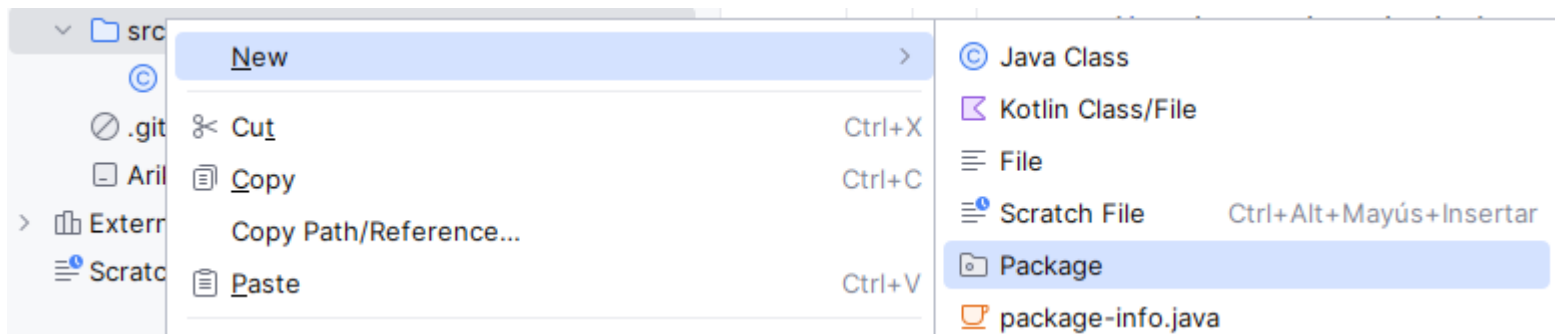 src
.git
Aril
Extern
Scratc
New
Cut Ctrl+X
Copy Ctrl+C
Copy Path/Reference...
Paste Ctrl+V
Java Class
Kotlin Class/File
File
Scratch File Ctrl+Alt+Mayús+Insertar
Package
package-info.java